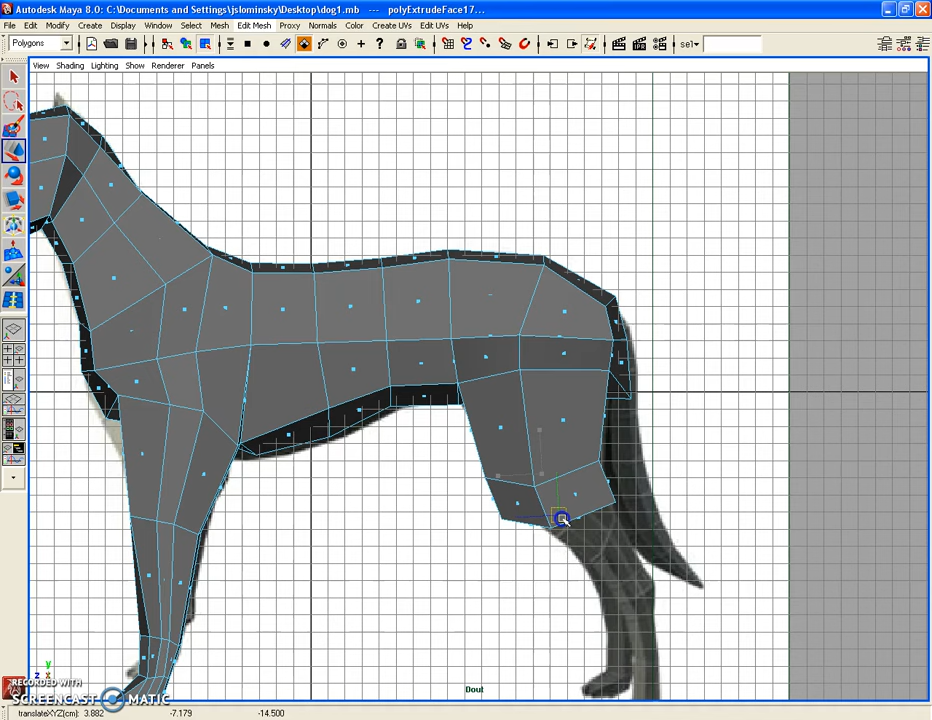 Autodesk Maya 8.0: C:\Documents and Settings\jslominsky\Desktop\dog1.mb --- polyExtrudeFace17...
File Edit Modify Create Display Window Select Mesh Edit Mesh Proxy Normals Color Create UVs Edit UVs Help
Polygons
sel
View Shading Lighting Show Renderer Panels
y
z x
Dout
RECORDED WITH
SCREENCAST MATIC
translateXYZ(cm): 3.882 -7.179 -14.500